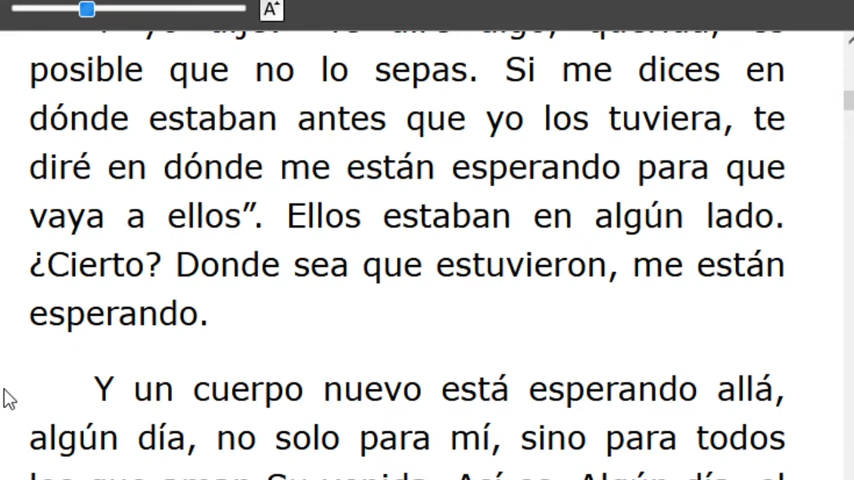 A
posible que no lo sepas. Si me dices en
dónde estaban antes que yo los tuviera, te
diré en dónde me están esperando para que
vaya a ellos”. Ellos estaban en algún lado.
¿Cierto? Donde sea que estuvieron, me están
esperando.
Y un cuerpo nuevo está esperando allá,
algún día, no solo para mí, sino para todos